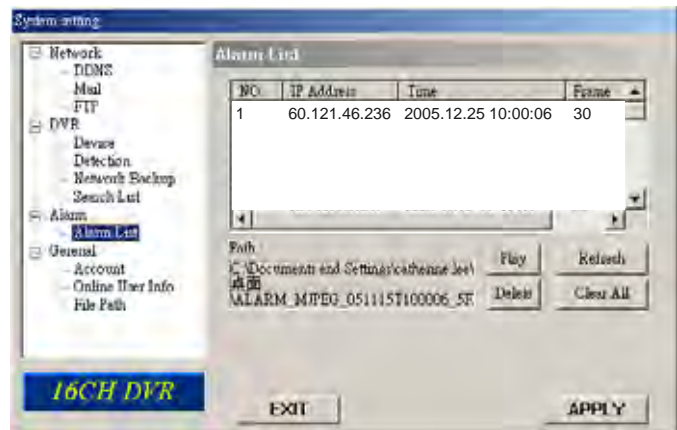 System setting
Network
DDNS
Mail
FTP
DVR
Device
Detection
Network Backup
Search List
Alarm
Alarm List
General
Account
Online User Info
File Path
16CH DVR
Alarm List
NO IP Address Time Frame
1 60.121.46.236 2005.12.25 10:00:06 30
Path
C:\Documents and Settings\catherine.lee\
桌面
\ALARM_MJPEG_051115T100006_5F
Play
Refresh
Delete
Clear All
EXIT
APPLY